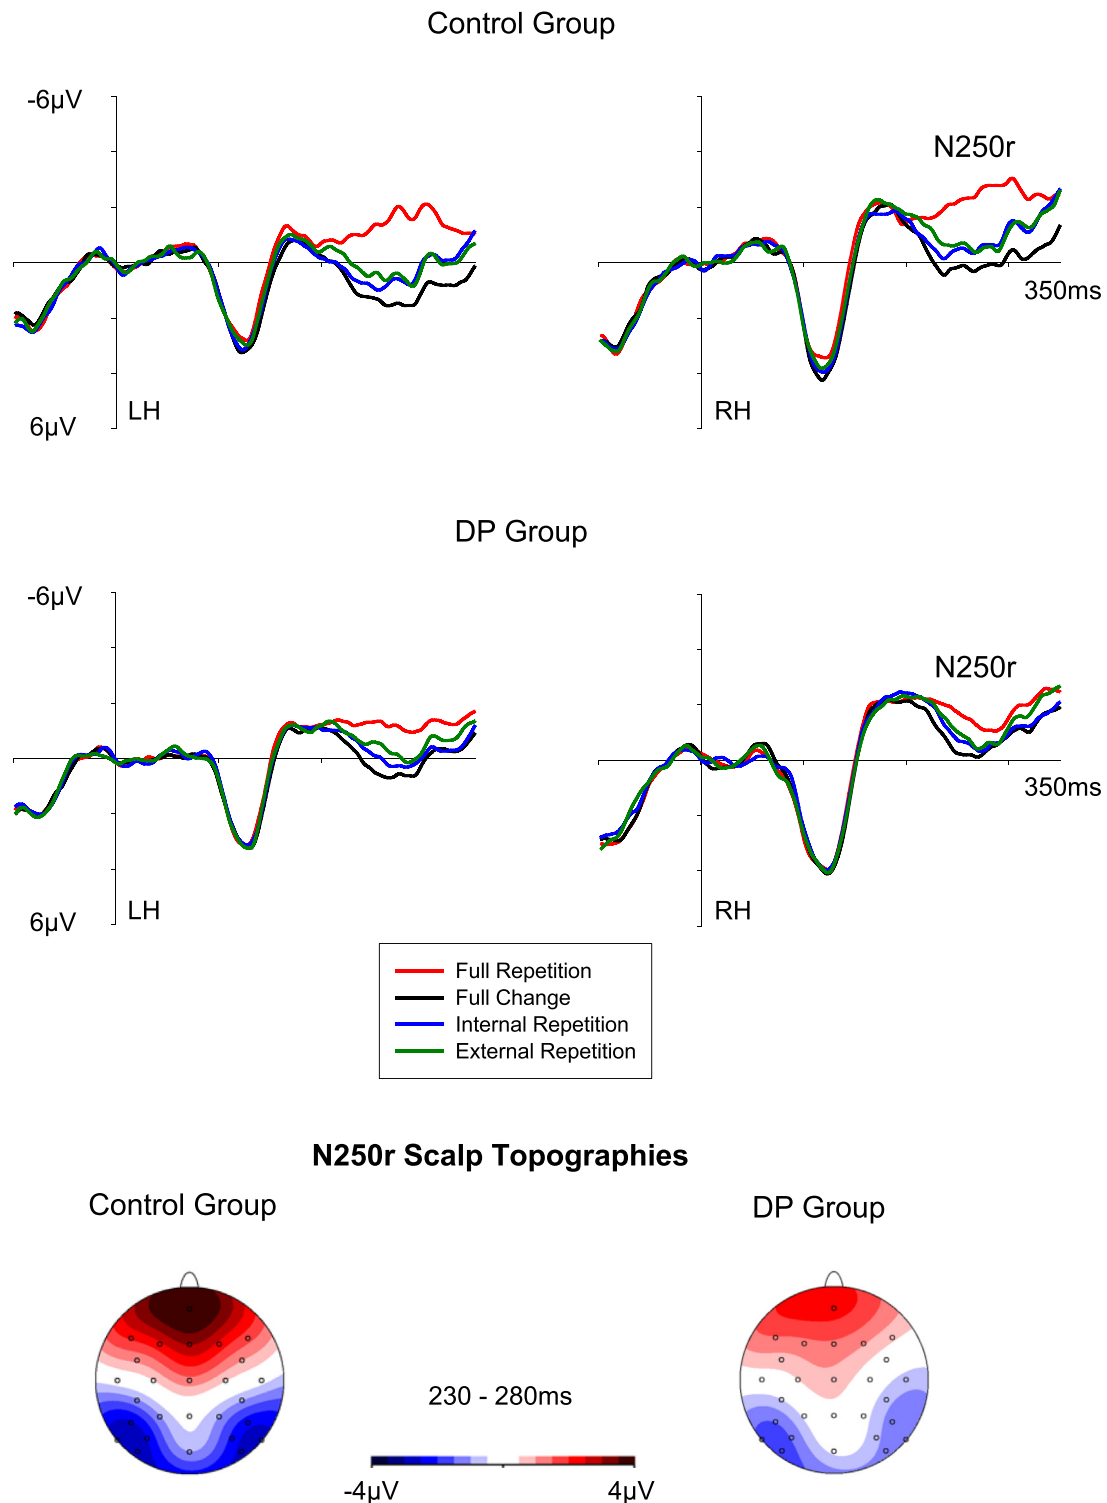 Control Group
-6µV
N250r
350ms
LH
RH
6µV
DP Group
-6µV
N250r
350ms
LH
RH
6µV
Full Repetition
Full Change
Internal Repetition
External Repetition
N250r Scalp Topographies
Control Group
DP Group
230 - 280ms
-4µV
4µV